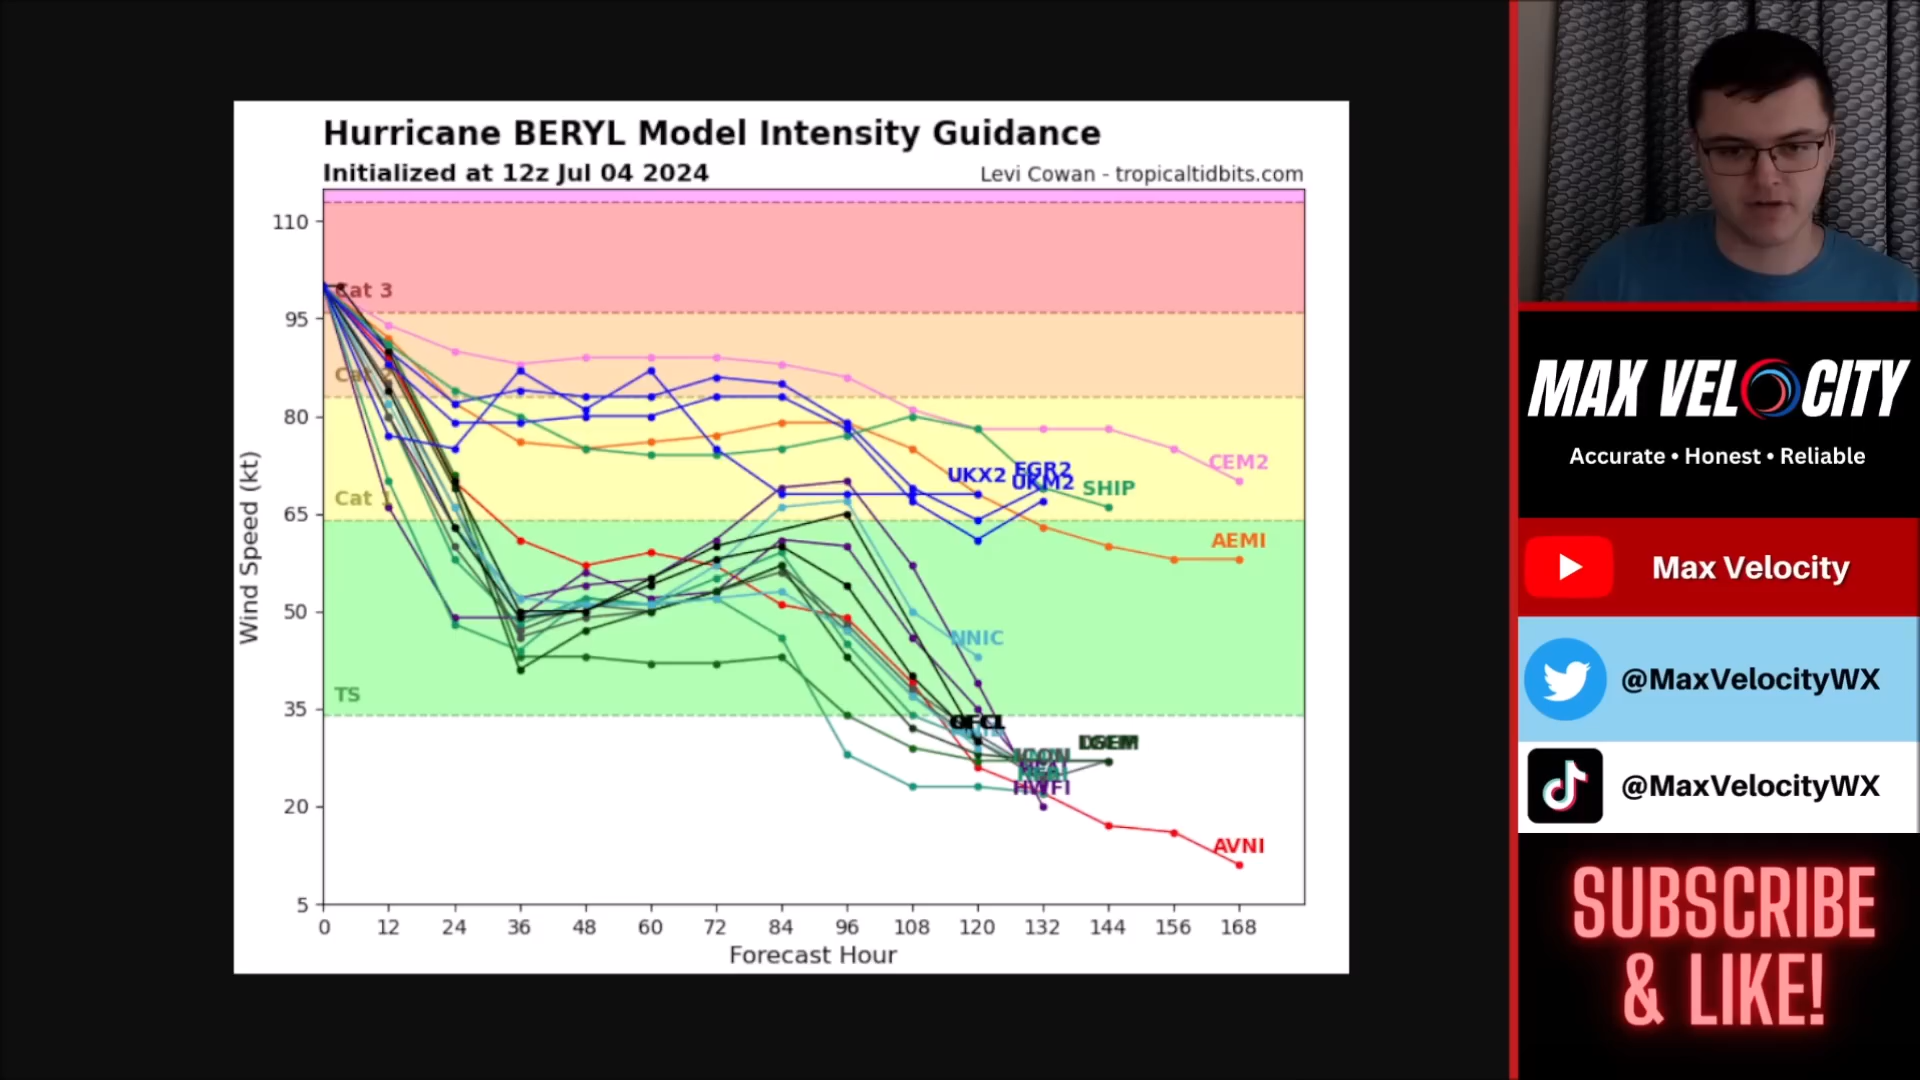 Hurricane BERYL Model Intensity Guidance
Initialized at 12z Jul 04 2024
Levi Cowan - tropicaltidbits.com
110
95
80
65
50
35
20
5
Wind Speed (kt)
Cat 3
Cat 2
Cat 1
TS
CEM2
UKX2
EGR2
UKM2
SHIP
AEMI
NNIC
OFCL
LGEM
HWFI
AVNI
0 12 24 36 48 60 72 84 96 108 120 132 144 156 168
Forecast Hour
MAX VELOCITY
Accurate • Honest • Reliable
Max Velocity
@MaxVelocityWX
@MaxVelocityWX
SUBSCRIBE
& LIKE!